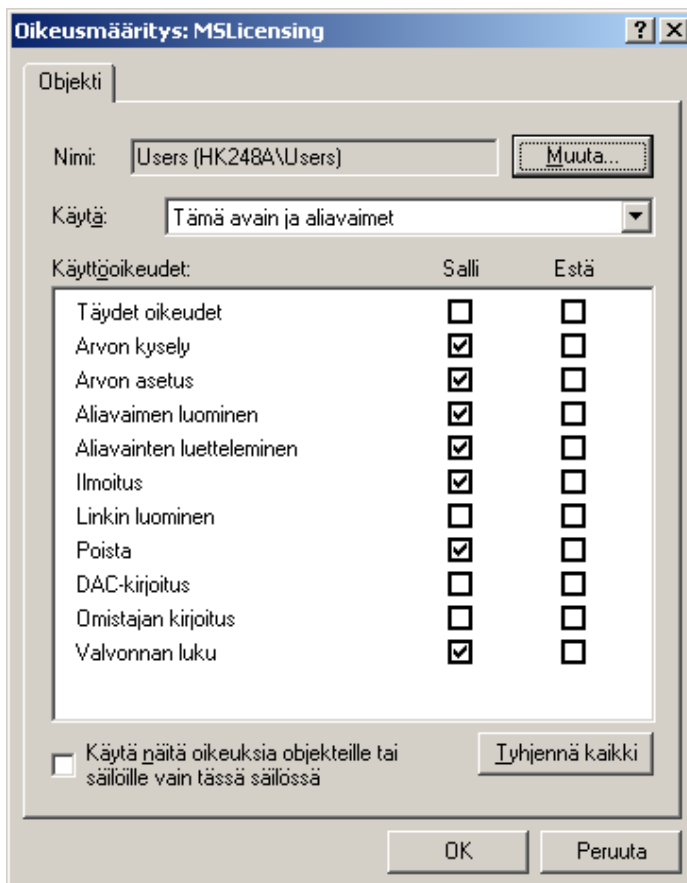 Oikeusmääritys: MSLicensing
Objekti
Nimi: Users (HK248A\Users) Muuta...
Käytä: Tämä avain ja aliavaimet
Käyttöoikeudet: Salli Estä
Täydet oikeudet
Arvon kysely
Arvon asetus
Aliavaimen luominen
Aliavainten luetteleminen
Ilmoitus
Linkin luominen
Poista
DAC-kirjoitus
Omistajan kirjoitus
Valvonnan luku
Käytä näitä oikeuksia objekteille tai
säilöille vain tässä säilössä
Tyhjennä kaikki
OK Peruuta